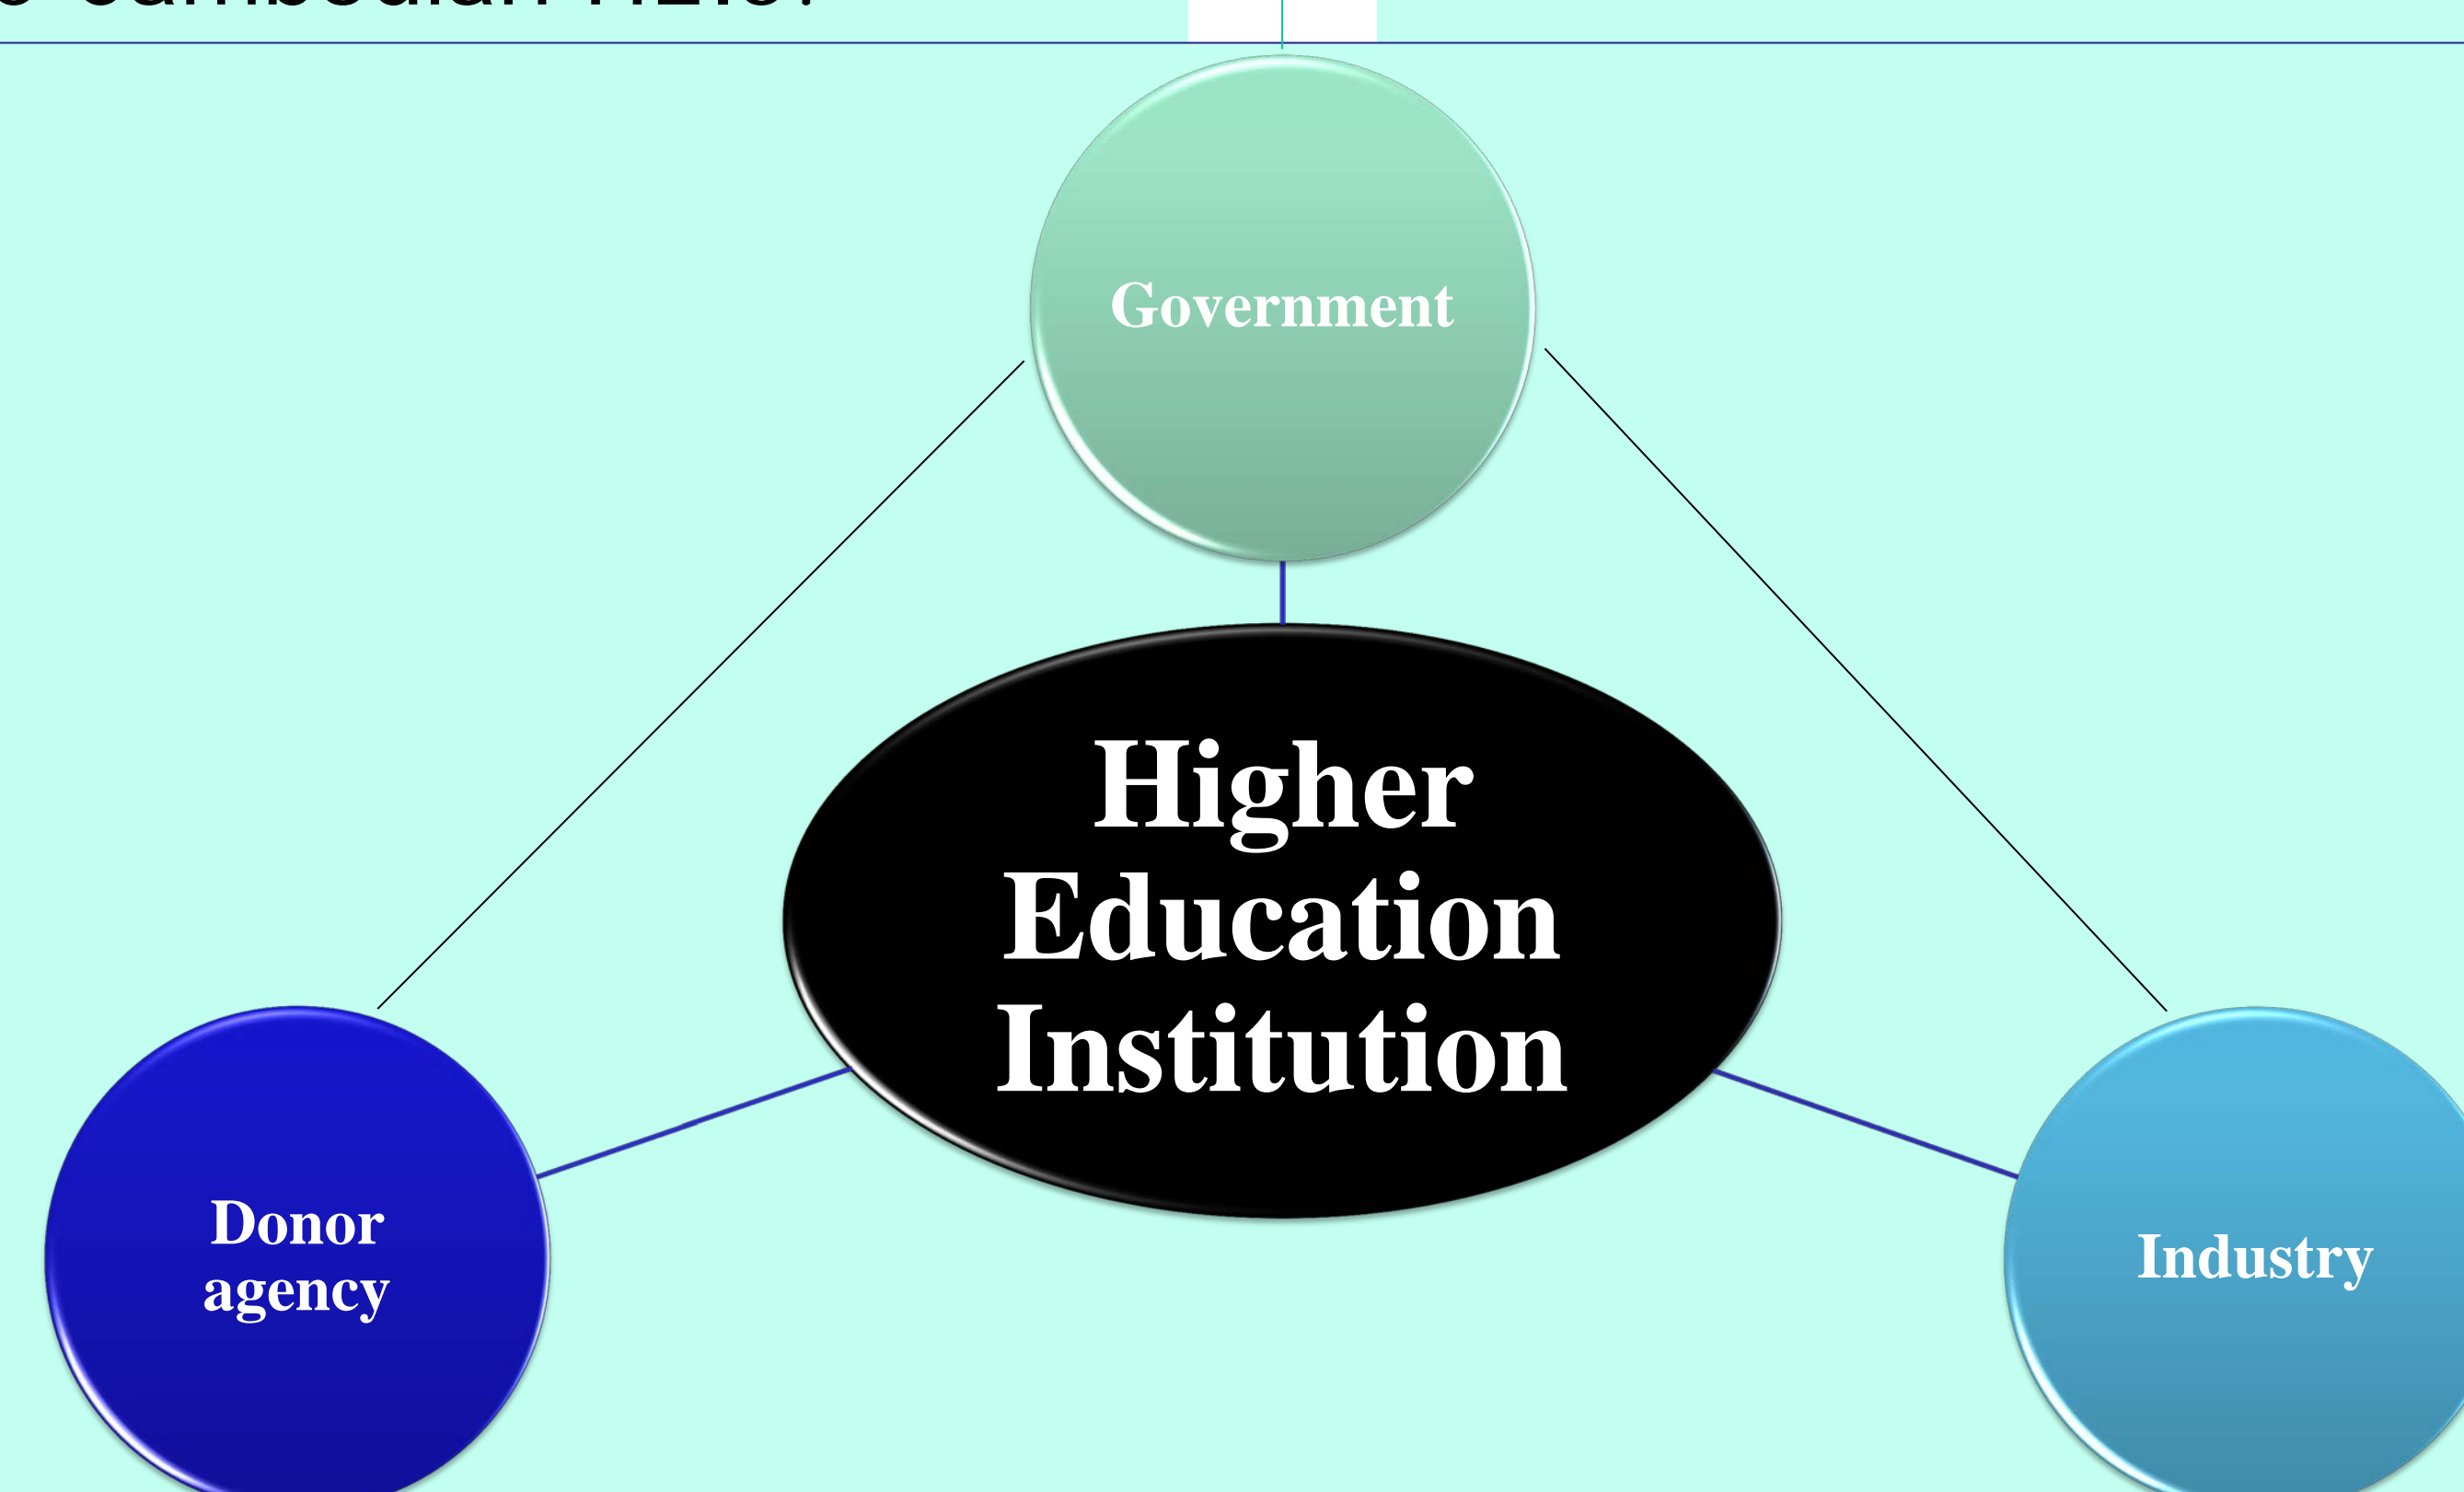 Government
Higher
Education
Institution
Donor
agency
Industry